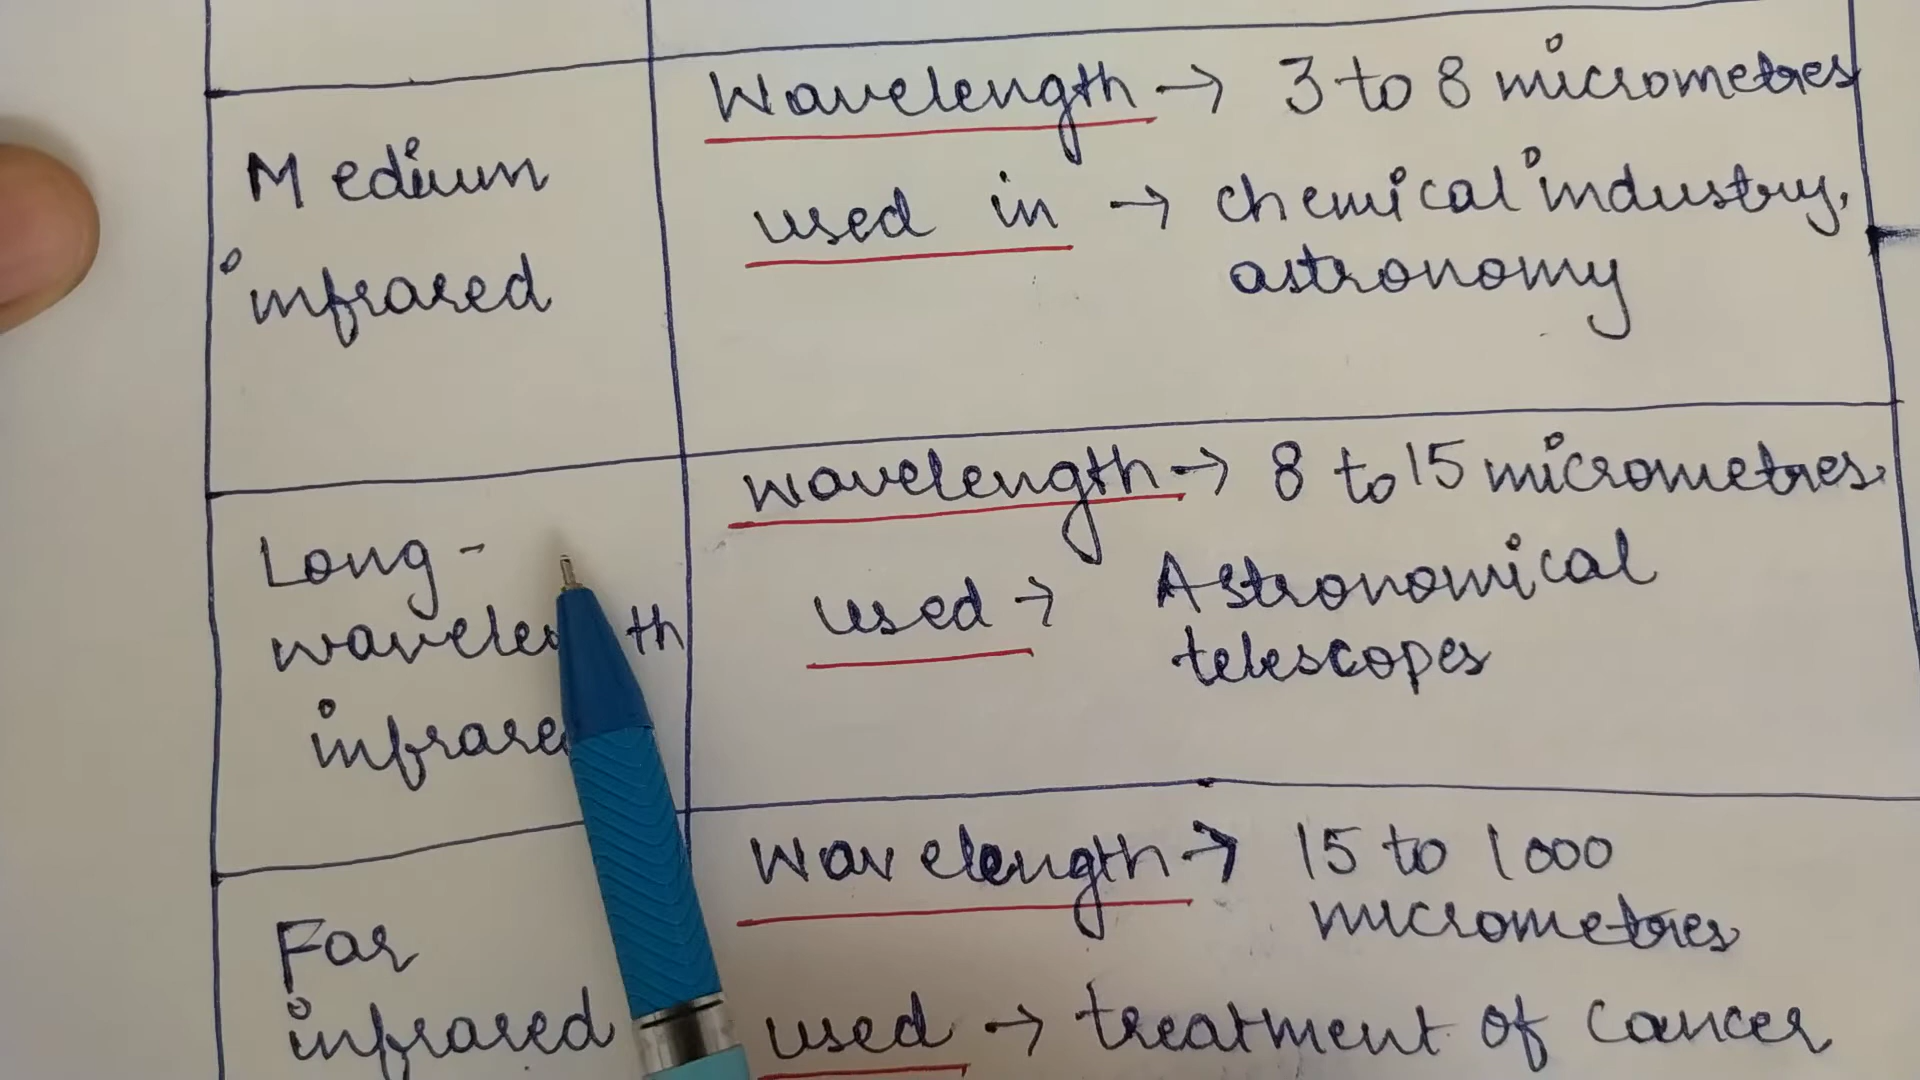 Medium
infrared
Wavelength → 3 to 8 micrometres
used in → chemical industry,
astronomy
Long-
infrared
wavelength → 8 to 15 micrometres.
used → Astronomical
telescopes
Far
infrared
Wavelength → 15 to 1000
micrometres
used → treatment of cancer